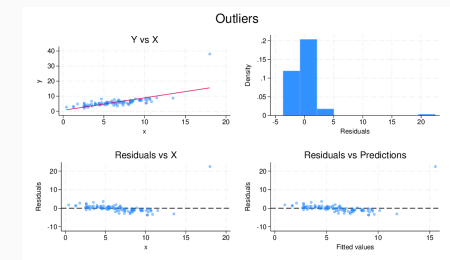 Outliers
Y vs X
40
30
20
10
0
y
0 5 10 15 20
x
.2
.15
.1
.05
0
Density
-5 0 5 10 15 20
Residuals
Residuals vs X
20
10
0
-10
Residuals
0 5 10 15 20
x
Residuals vs Predictions
20
10
0
-10
Residuals
0 5 10 15
Fitted values